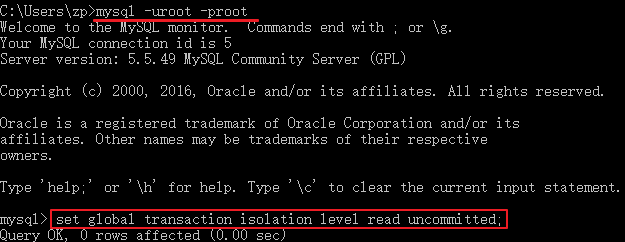 C:\Users\zp>mysql -uroot -proot
Welcome to the MySQL monitor.  Commands end with ; or \g.
Your MySQL connection id is 5
Server version: 5.5.49 MySQL Community Server (GPL)
Copyright (c) 2000, 2016, Oracle and/or its affiliates. All rights reserved.
Oracle is a registered trademark of Oracle Corporation and/or its
affiliates. Other names may be trademarks of their respective
owners.
Type 'help;' or '\h' for help. Type '\c' to clear the current input statement.
mysql> set global transaction isolation level read uncommitted;
Query OK, 0 rows affected (0.00 sec)